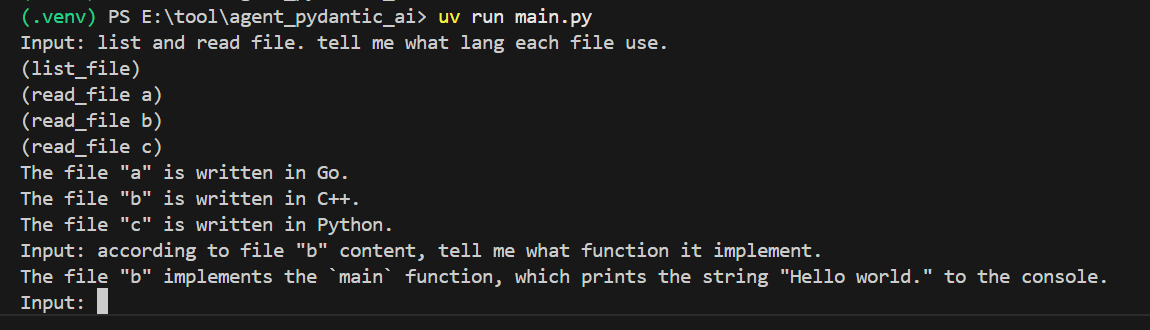 (.venv) PS E:\tool\agent_pydantic_ai> uv run main.py
Input: list and read file. tell me what lang each file use.
(list_file)
(read_file a)
(read_file b)
(read_file c)
The file "a" is written in Go.
The file "b" is written in C++.
The file "c" is written in Python.
Input: according to file "b" content, tell me what function it implement.
The file "b" implements the `main` function, which prints the string "Hello world." to the console.
Input: